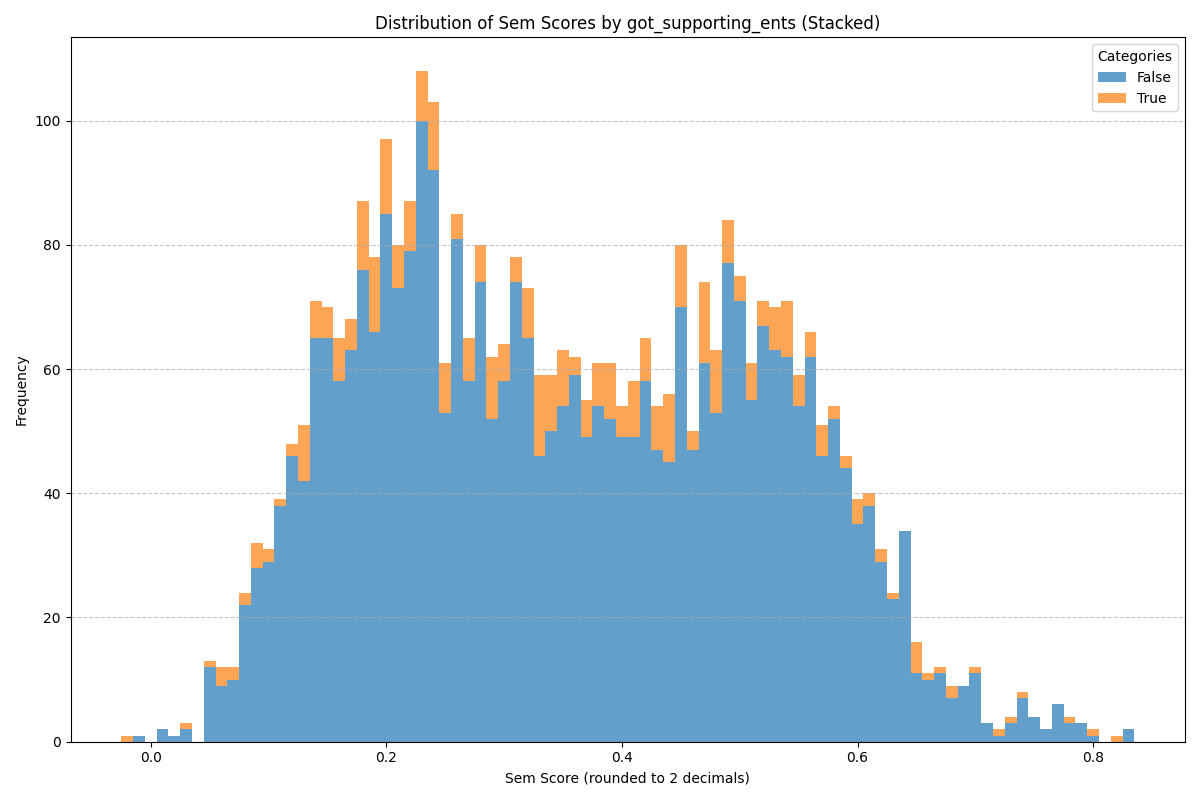 Distribution of Sem Scores by got_supporting_ents (Stacked)
Categories
False
True
Frequency
100
80
60
40
20
0
0.0 0.2 0.4 0.6 0.8
Sem Score (rounded to 2 decimals)